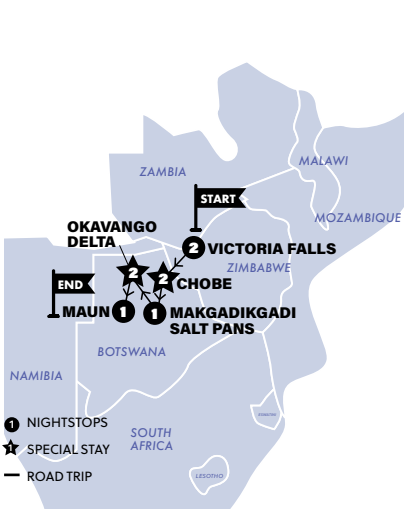 ZAMBIA
MALAWI
START
MOZAMBIQUE
OKAVANGO
DELTA
2 VICTORIA FALLS
ZIMBABWE
2
2 CHOBE
END
MAUN 1
1 MAKGADIKGADI
SALT PANS
BOTSWANA
NAMIBIA
1 NIGHTSTOPS
1 SPECIAL STAY
ROAD TRIP
SOUTH
AFRICA
LESOTHO